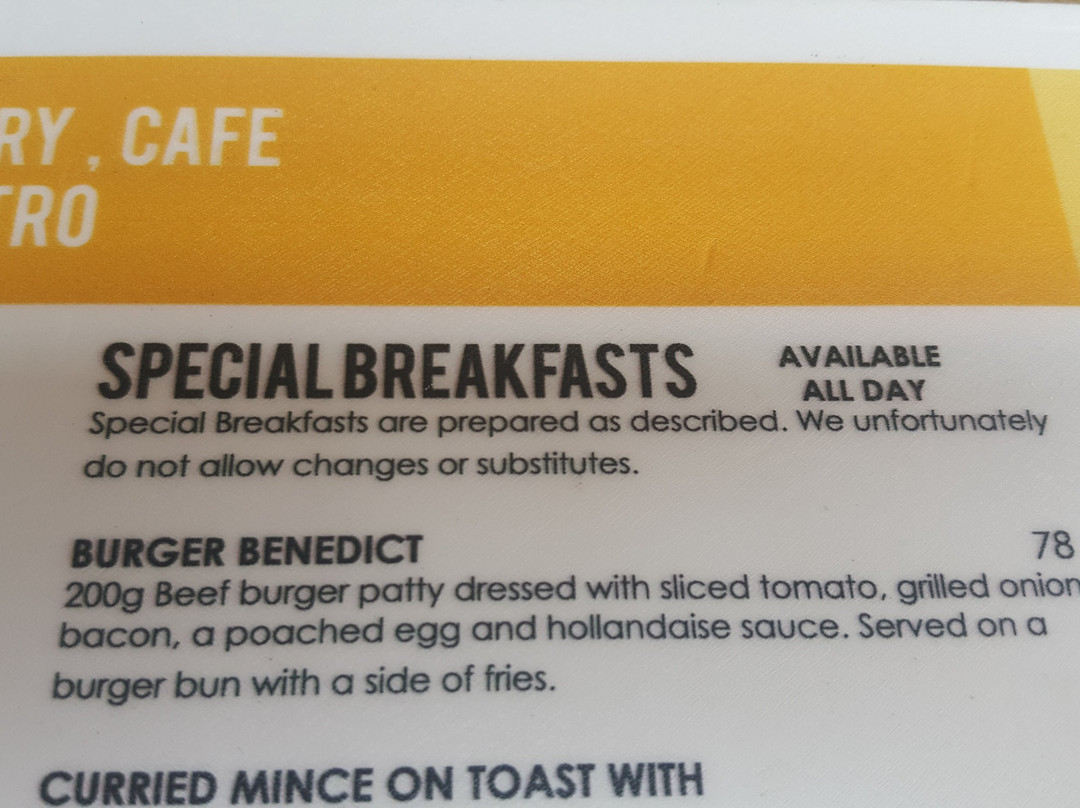 RY , CAFE
TRO
SPECIAL BREAKFASTS
AVAILABLE
ALL DAY
Special Breakfasts are prepared as described. We unfortunately
do not allow changes or substitutes.
BURGER BENEDICT 78
200g Beef burger patty dressed with sliced tomato, grilled onion
bacon, a poached egg and hollandaise sauce. Served on a
burger bun with a side of fries.
CURRIED MINCE ON TOAST WITH